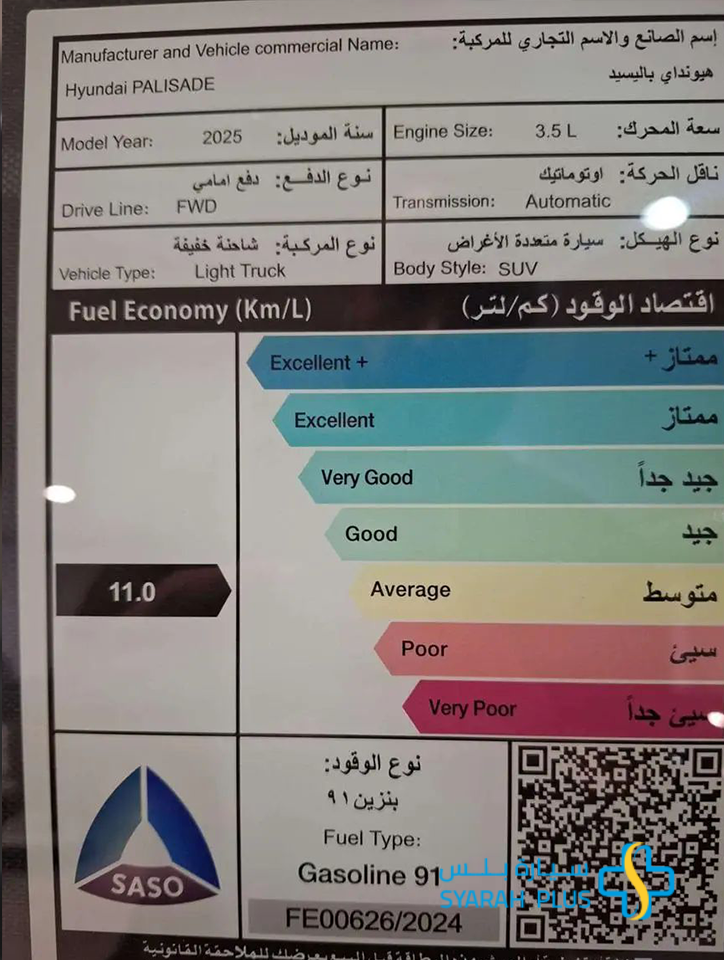 Manufacturer and Vehicle commercial Name: إسم الصانع والاسم التجاري للمركبة:
Hyundai PALISADE هيونداي باليسيد
Model Year: 2025 سنة الموديل:
Engine Size: 3.5 L سعة المحرك:
نوع الدفـع: دفع امامي
Drive Line: FWD
ناقل الحركة: اوتوماتيك
Transmission: Automatic
نوع المركبة: شاحنة خفيفة
Vehicle Type: Light Truck
نوع الهيـكل: سيارة متعددة الأغراض
Body Style: SUV
Fuel Economy (Km/L) اقتصاد الوقود (كم/لتر)
Excellent + ممتاز +
Excellent ممتاز
Very Good جيد جداً
Good جيد
11.0
Average متوسط
Poor سيئ
Very Poor سيئ جداً
SASO
نوع الوقود:
بنزين ٩١
Fuel Type:
Gasoline 91
FE00626/2024
سيارة بلس
SYARAH PLUS
يعرضك للملاحقة القانونية